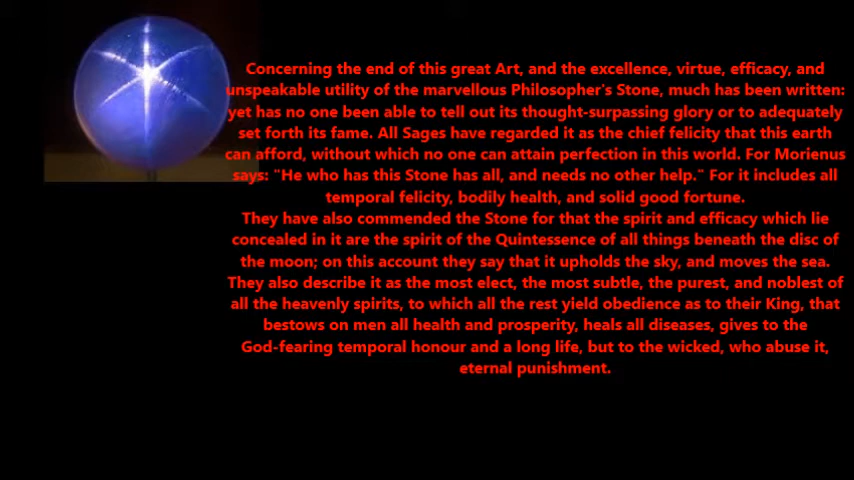 Concerning the end of this great Art, and the excellence, virtue, efficacy, and
unspeakable utility of the marvellous Philosopher's Stone, much has been written:
yet has no one been able to tell out its thought-surpassing glory or to adequately
set forth its fame. All Sages have regarded it as the chief felicity that this earth
can afford, without which no one can attain perfection in this world. For Morienus
says: "He who has this Stone has all, and needs no other help." For it includes all
temporal felicity, bodily health, and solid good fortune.
They have also commended the Stone for that the spirit and efficacy which lie
concealed in it are the spirit of the Quintessence of all things beneath the disc of
the moon; on this account they say that it upholds the sky, and moves the sea.
They also describe it as the most elect, the most subtle, the purest, and noblest of
all the heavenly spirits, to which all the rest yield obedience as to their King, that
bestows on men all health and prosperity, heals all diseases, gives to the
God-fearing temporal honour and a long life, but to the wicked, who abuse it,
eternal punishment.